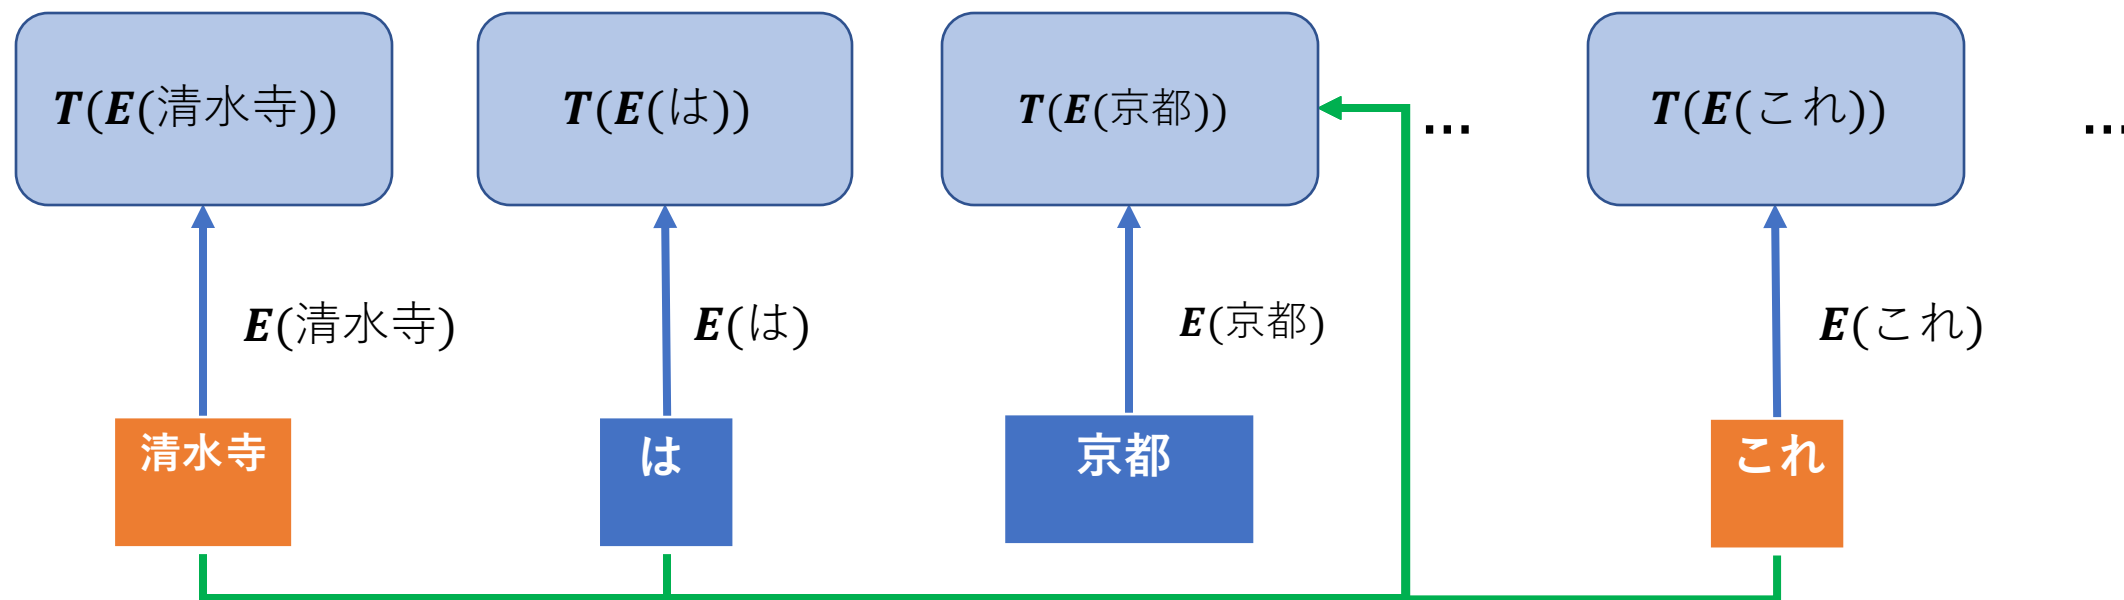 T(E(清水寺))
T(E(は))
T(E(京都))
…
T(E(これ))
…
E(清水寺)
E(は)
E(京都)
E(これ)
清水寺
は
京都
これ